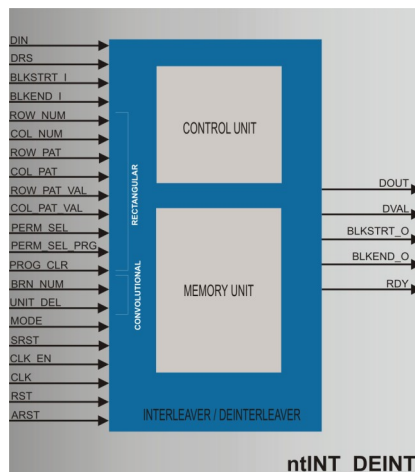 DIN
DRS
BLKSTRT_I
BLKEND_I
ROW_NUM
COL_NUM
ROW_PAT
COL_PAT
ROW_PAT_VAL
COL_PAT_VAL
PERM_SEL
PERM_SEL_PRG
PROG_CLR
BRN_NUM
UNIT_DEL
MODE
SRST
CLK_EN
CLK
RST
ARST
RECTANGULAR
CONVOLUTIONAL
CONTROL UNIT
MEMORY UNIT
INTERLEAVER / DEINTERLEAVER
DOUT
DVAL
BLKSTRT_O
BLKEND_O
RDY
ntINT_DEINT